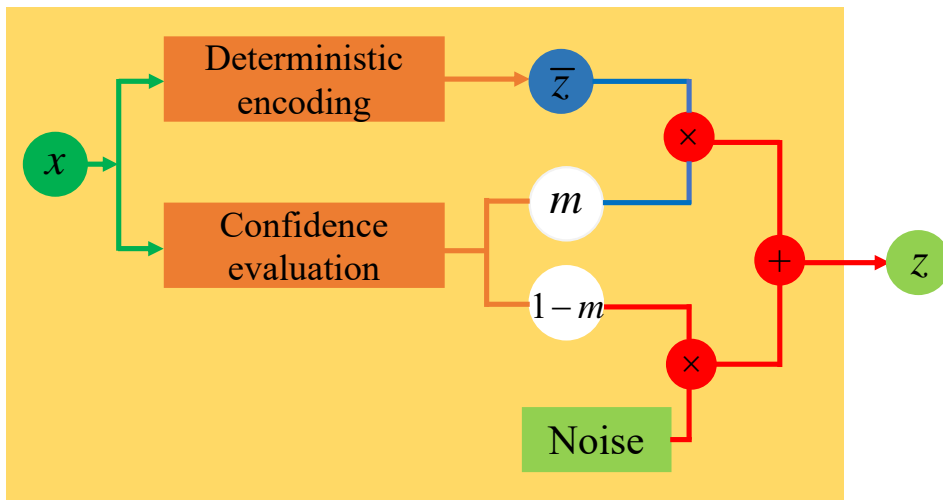 Deterministic
encoding
z̅
×
x
m
Confidence
evaluation
+
z
1 − m
×
Noise